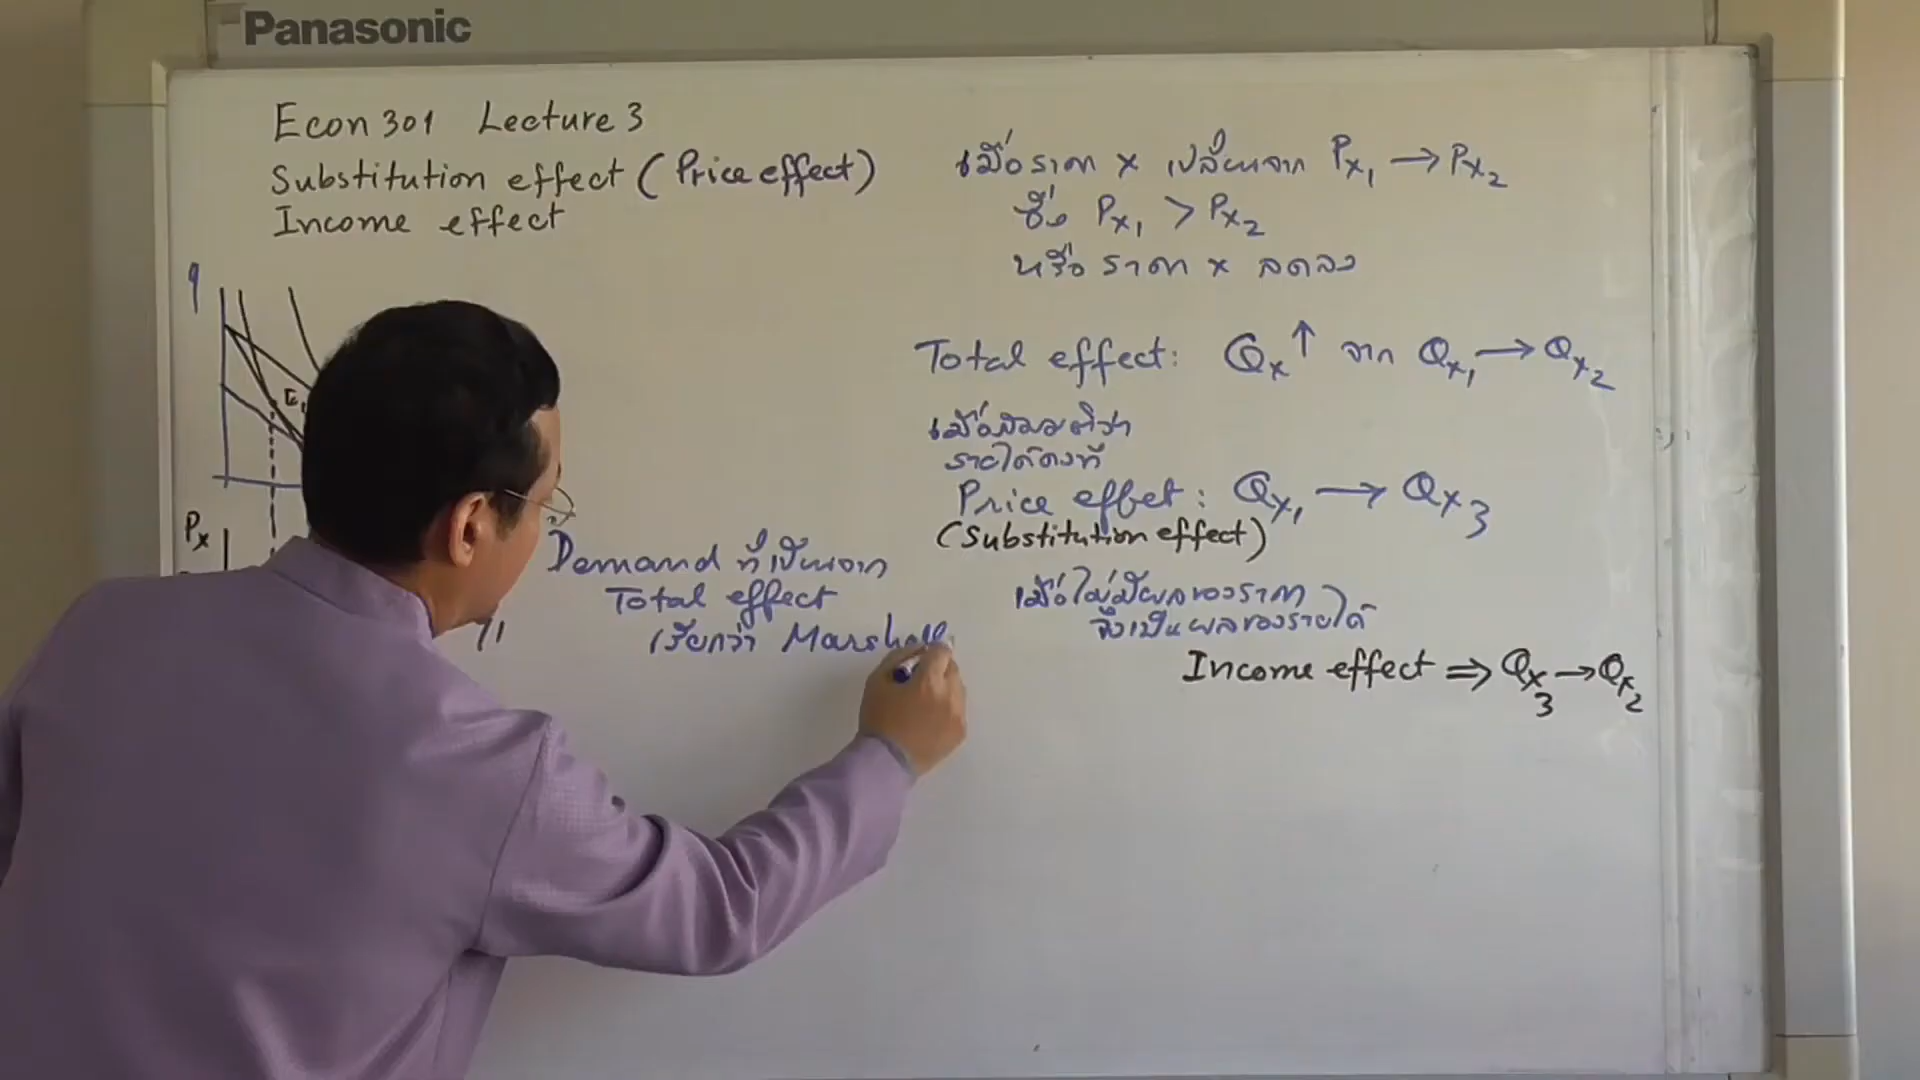 Panasonic
Econ 301 Lecture 3
Substitution effect (Price effect)
Income effect
q
E₁
Pₓ
Demand ที่เป็นจาก
Total effect
เรียกว่า Marshall
เมื่อราคา x เปลี่ยนจาก Px₁ → Px₂
ซึ่ง Px₁ > Px₂
หรือ ราคา x ลดลง
Total effect: Qx↑ จาก Qx₁ → Qx₂
เมื่อสมมติว่า
รายได้คงที่
Price effet: Qx₁ → Qx₃
(Substitution effect)
เมื่อไม่มีผลของราคา
จึงเป็นผลของรายได้
Income effect ⇒ Qx₃ → Qx₂